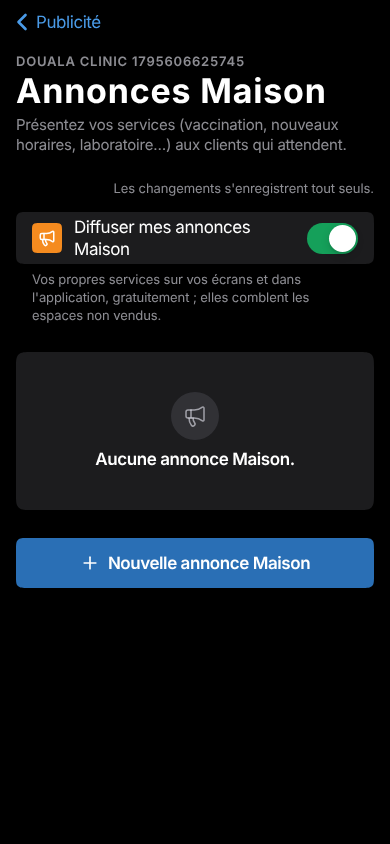 Publicité
DOUALA CLINIC 1795606625745
Annonces Maison
Présentez vos services (vaccination, nouveaux
horaires, laboratoire…) aux clients qui attendent.
Les changements s'enregistrent tout seuls.
Diffuser mes annonces
Maison
Vos propres services sur vos écrans et dans
l'application, gratuitement ; elles comblent les
espaces non vendus.
Aucune annonce Maison.
Nouvelle annonce Maison